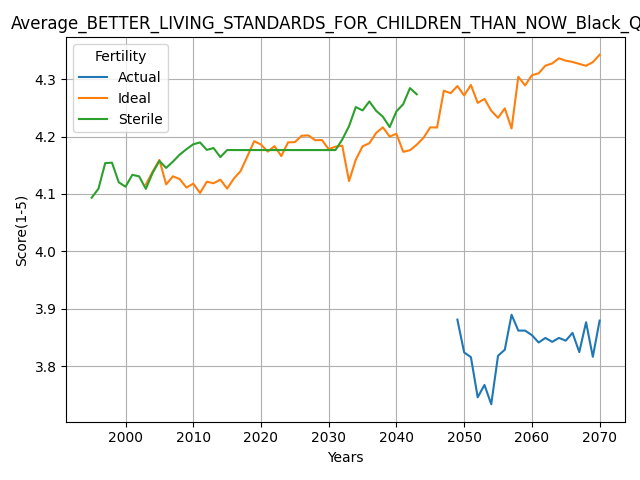 Average_BETTER_LIVING_STANDARDS_FOR_CHILDREN_THAN_NOW_Black_Q
Fertility
Actual
Ideal
Sterile
4.3
4.2
4.1
4.0
3.9
3.8
Score(1-5)
2000 2010 2020 2030 2040 2050 2060 2070
Years